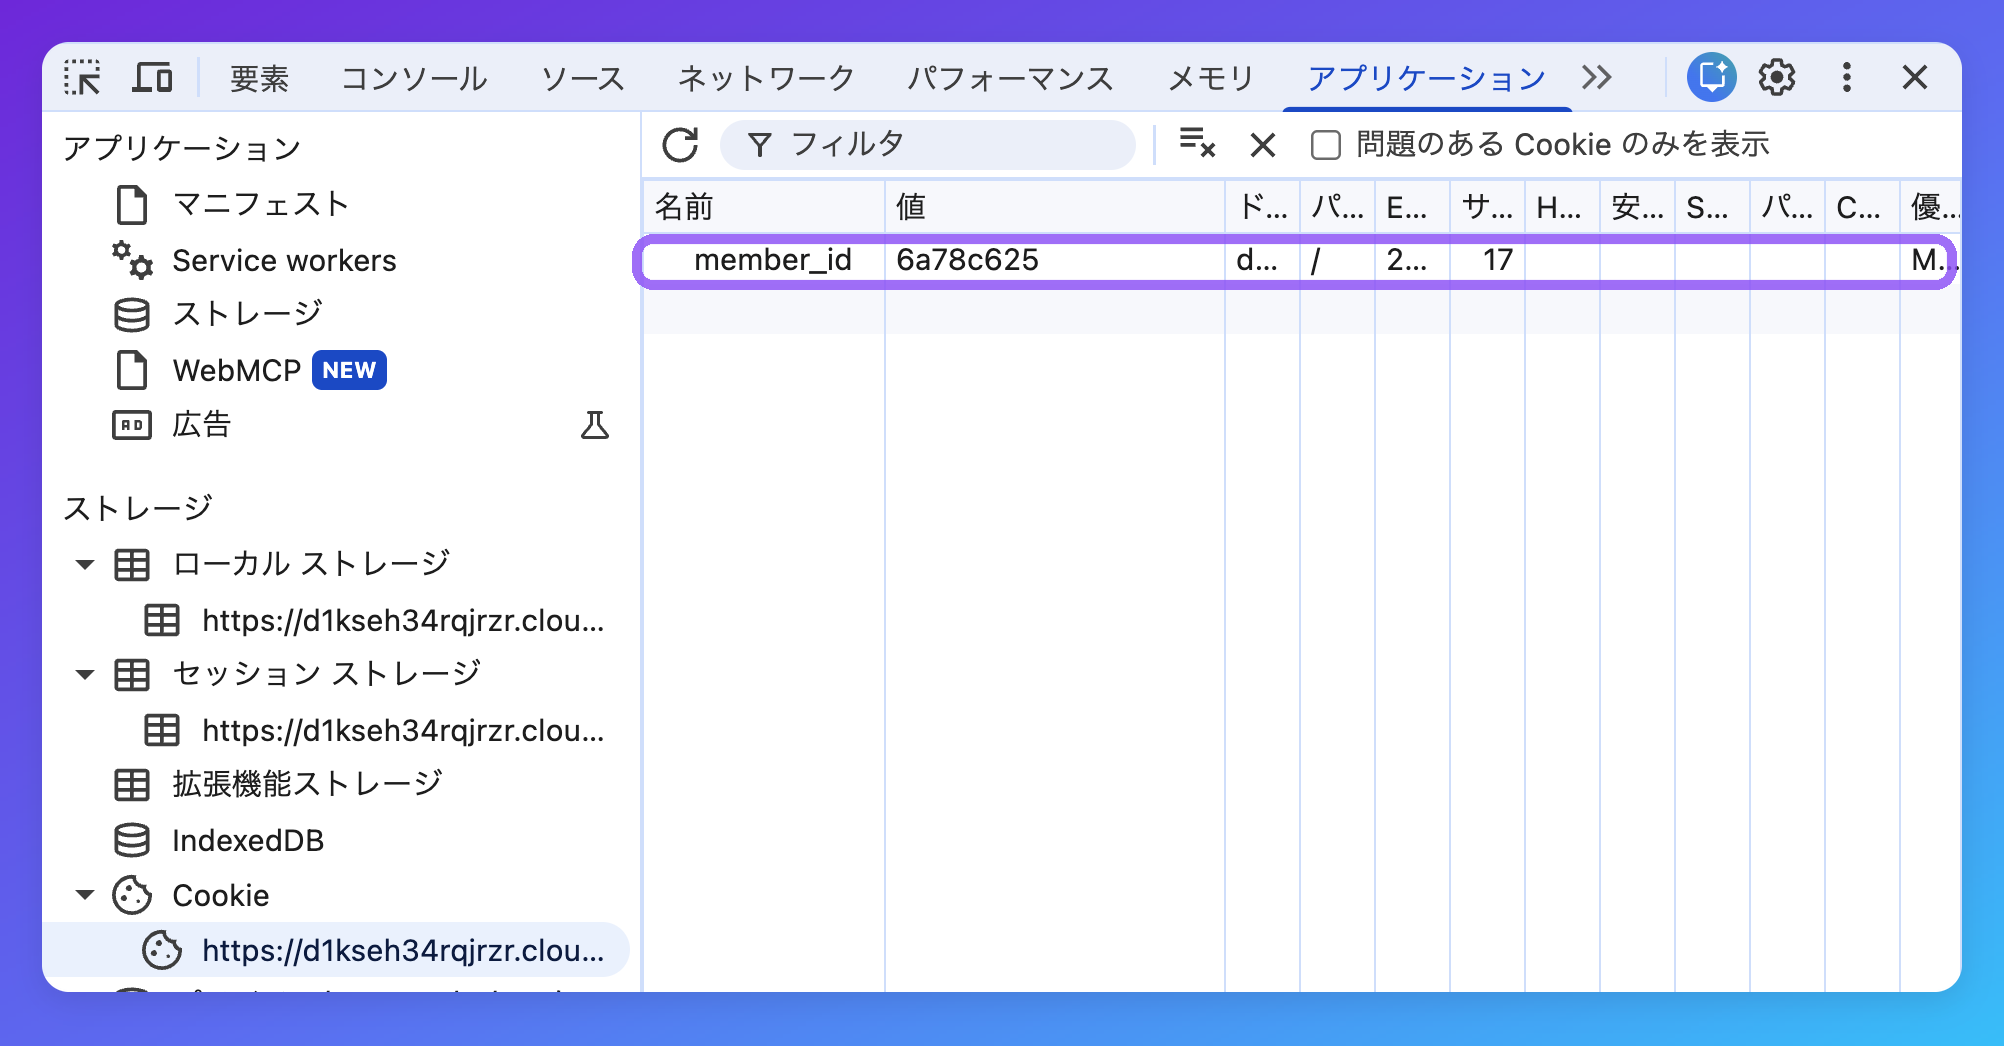 要素 コンソール ソース ネットワーク パフォーマンス メモリ アプリケーション
アプリケーション
マニフェスト
Service workers
ストレージ
WebMCP NEW
AD 広告
ストレージ
ローカル ストレージ
https://d1kseh34rqjrzr.clou...
セッション ストレージ
https://d1kseh34rqjrzr.clou...
拡張機能ストレージ
IndexedDB
Cookie
https://d1kseh34rqjrzr.clou...
フィルタ 問題のある Cookie のみを表示
名前 値 ド... パ... E... サ... H... 安... S... パ... C... 優...
member_id 6a78c625 d... / 2... 17 M...